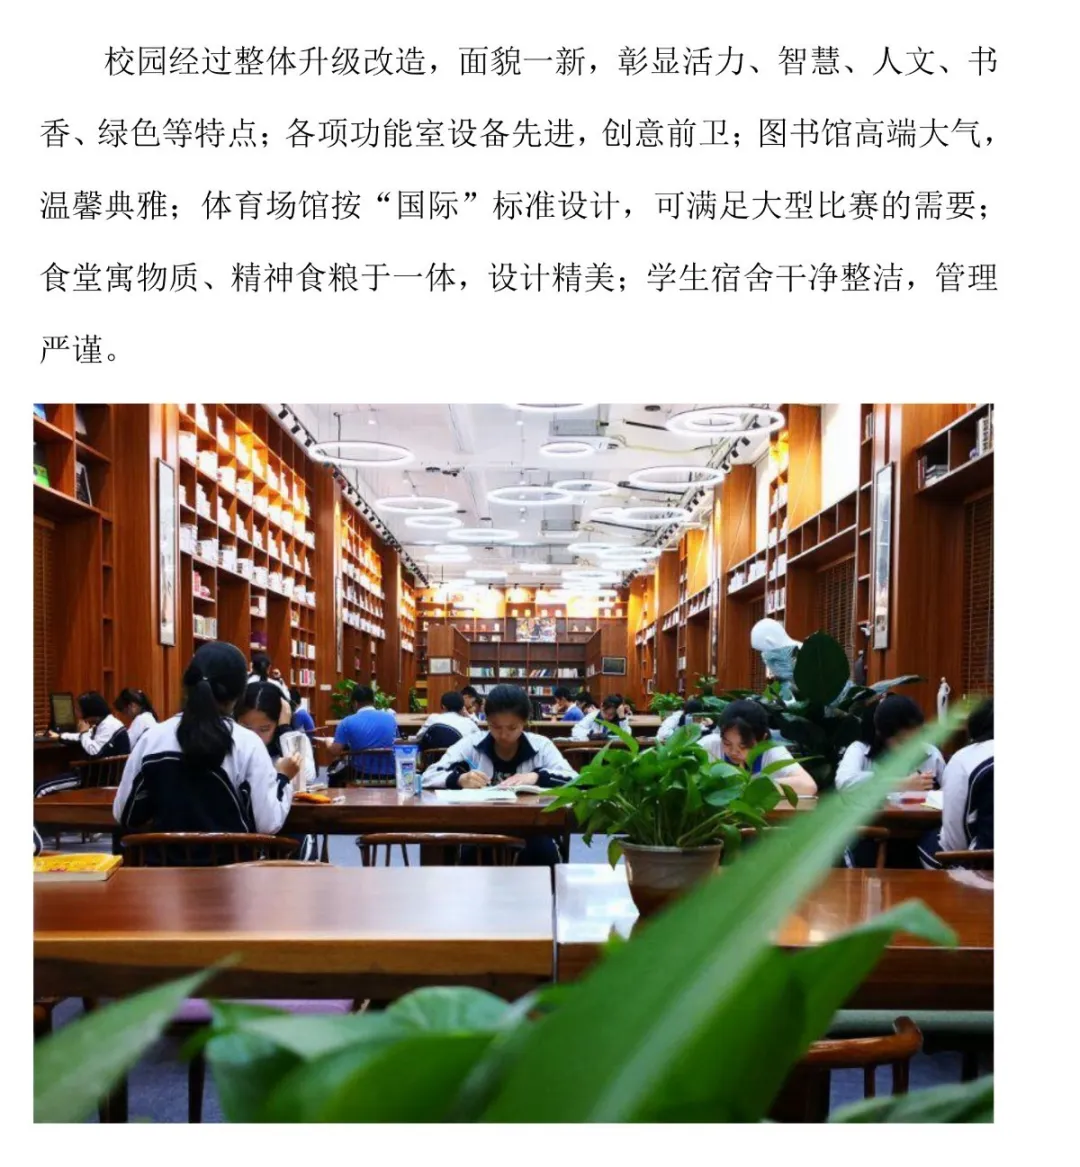 校园经过整体升级改造，面貌一新，彰显活力、智慧、人文、书
香、绿色等特点；各项功能室设备先进，创意前卫；图书馆高端大气，
温馨典雅；体育场馆按“国际”标准设计，可满足大型比赛的需要；
食堂寓物质、精神食粮于一体，设计精美；学生宿舍干净整洁，管理
严谨。